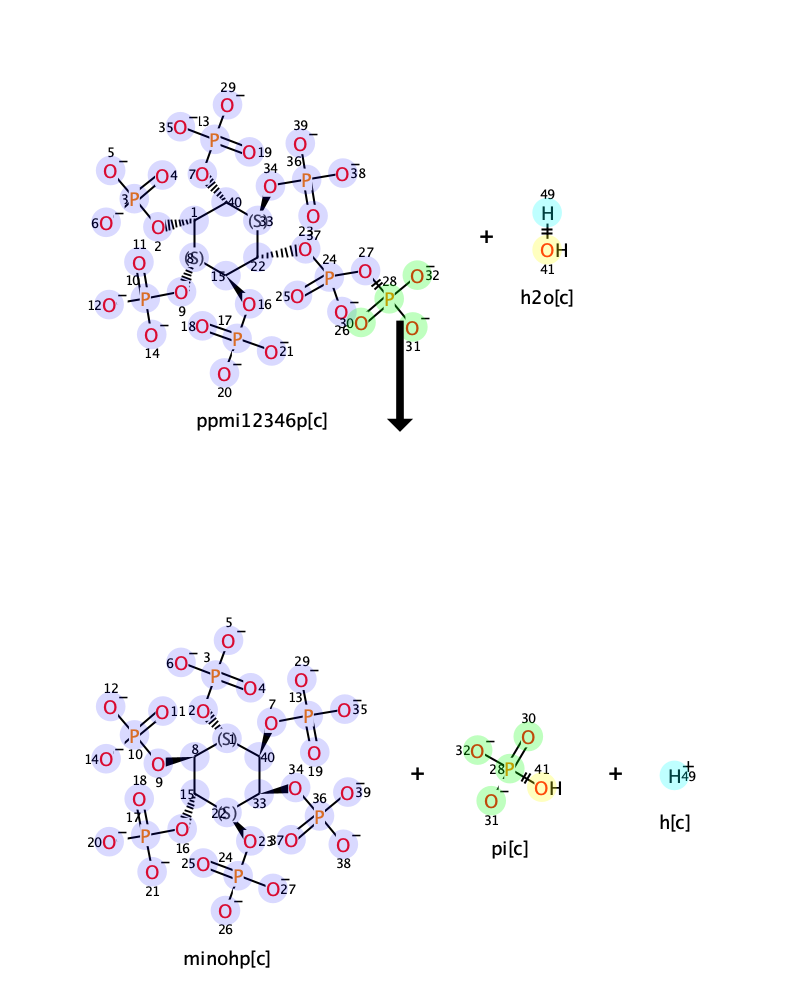 29
O−
13
35 O−
P
O 19
39
O−
5
O−
O 4
3 P
6 O−
O 2
7 O
34 O
36 P
O− 38
O 37
1
40
(S) 33
23 O
22
(S) 8
15
11 O
10 P
12 O−
O 9
O− 14
O 16
17 P
18 O
O− 21
O− 20
24 P
25 O
O− 26
27 O
28 P
O− 32
30 O
O− 31
+
49
H
OH
41
h2o[c]
ppmi12346p[c]
5
O−
6 O−
3 P
O 4
2 O
29
O−
13 P
O− 35
7 O
O 19
12
O−
O 11
10 P
14 O−
O 9
(S) 1
8
40
15
33
22 (S)
34 O
36 P
O− 39
37 O
O− 38
18 O
17 P
20 O−
O 16
O− 21
O 23
24 P
25 O
O− 27
O− 26
+
30
O
32 O−
28 P
41
OH
O−
31
+
H+ 49
pi[c]
h[c]
minohp[c]